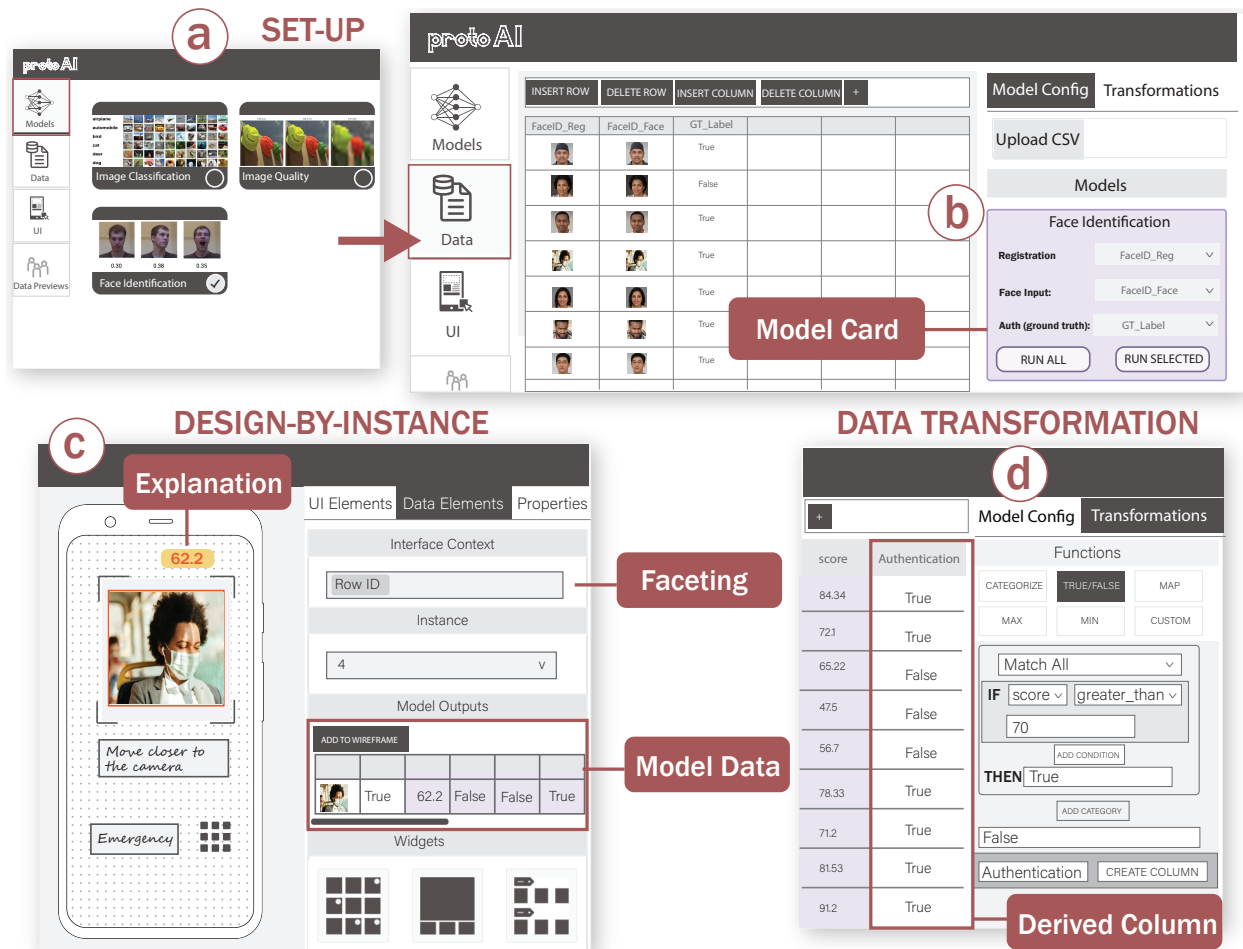 a SET-UP
proto AI
Models
Data
UI
Data Previews
airplane
automobile
bird
cat
deer
dog
Image Classification
Image Quality
0.30 0.38 0.35
Face Identification
proto AI
Models
Data
UI
INSERT ROW DELETE ROW INSERT COLUMN DELETE COLUMN +
FaceID_Reg FaceID_Face GT_Label
True
False
True
True
True
True
True
Model Config Transformations
Upload CSV
Models
b
Face Identification
Registration FaceID_Reg
Face Input: FaceID_Face
Auth (ground truth): GT_Label
RUN ALL RUN SELECTED
Model Card
DESIGN-BY-INSTANCE
c
Explanation
62.2
Move closer to
the camera
Emergency
UI Elements Data Elements Properties
Interface Context
Row ID
Instance
4 v
Model Outputs
ADD TO WIREFRAME
True 62.2 False False True
Widgets
Faceting
Model Data
DATA TRANSFORMATION
d
+
score Authentication
84.34 True
72.1 True
65.22 False
47.5 False
56.7 False
78.33 True
71.2 True
81.53 True
91.2 True
Model Config Transformations
Functions
CATEGORIZE TRUE/FALSE MAP
MAX MIN CUSTOM
Match All
IF score greater_than
70
ADD CONDITION
THEN True
ADD CATEGORY
False
Authentication CREATE COLUMN
Derived Column